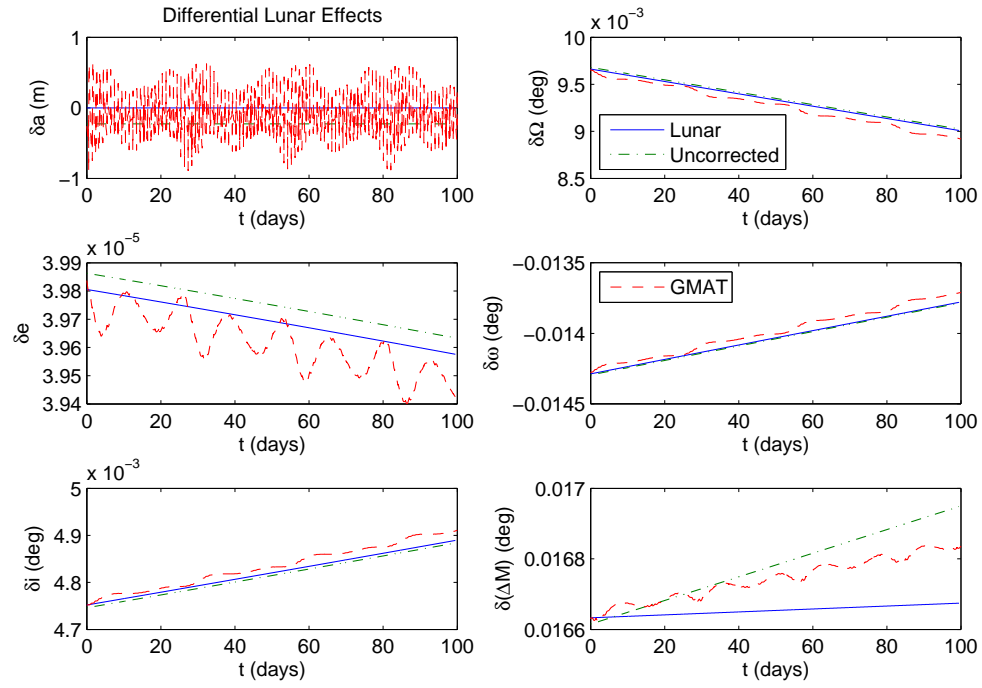 Differential Lunar Effects
1
0
−1
0 20 40 60 80 100
δa (m)
t (days)
x 10−3
10
9.5
9
8.5
0 20 40 60 80 100
δΩ (deg)
t (days)
Lunar
Uncorrected
x 10−5
3.99
3.98
3.97
3.96
3.95
3.94
0 20 40 60 80 100
δe
t (days)
−0.0135
−0.014
−0.0145
0 20 40 60 80 100
δω (deg)
t (days)
GMAT
x 10−3
5
4.9
4.8
4.7
0 20 40 60 80 100
δi (deg)
t (days)
0.017
0.0168
0.0166
0 20 40 60 80 100
δ(ΔM) (deg)
t (days)